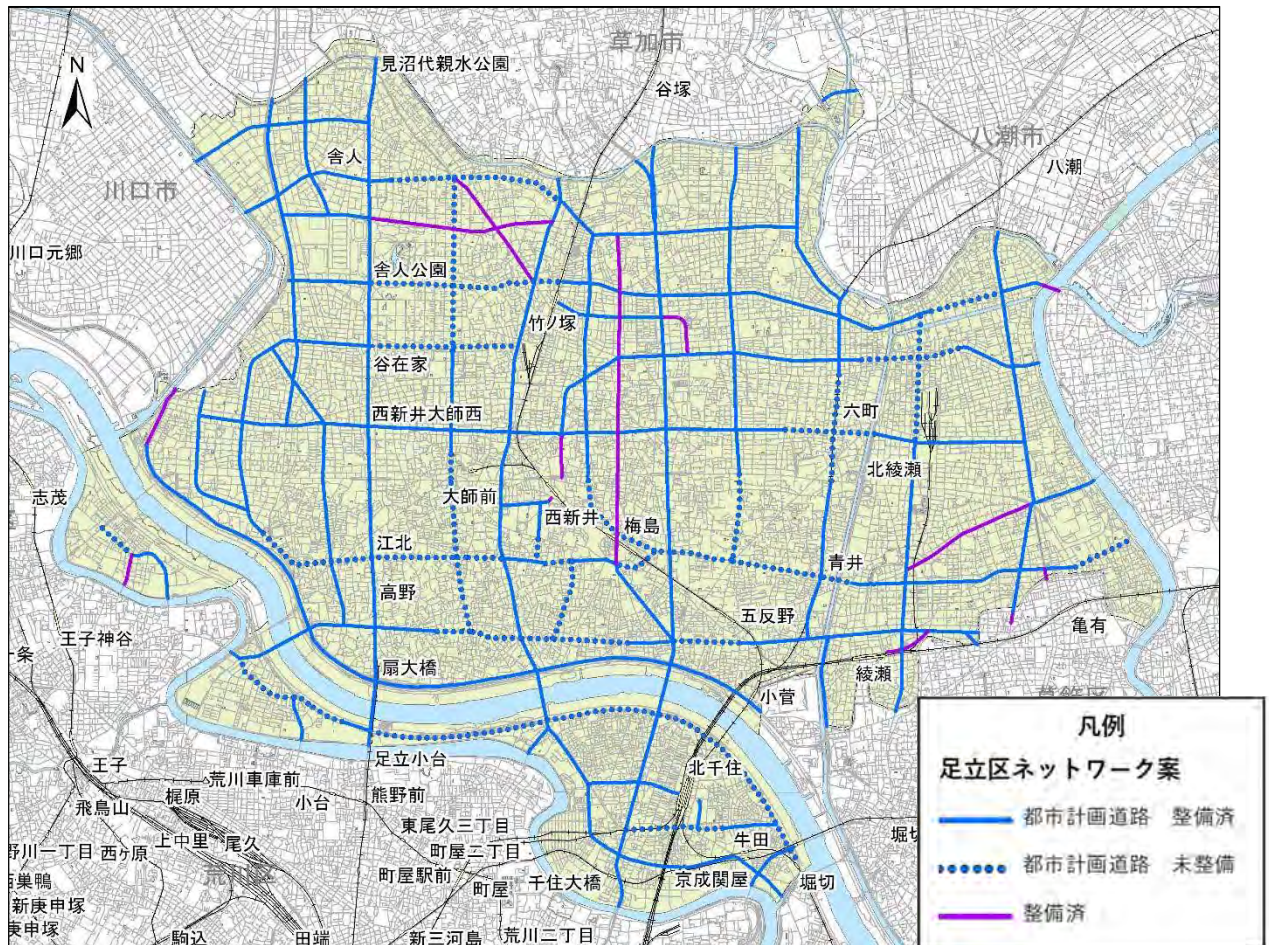 草加市
見沼代親水公園
N
谷塚
八潮市
八潮
舎人
川口市
川口元郷
舎人公園
竹ノ塚
谷在家
西新井大師西
六町
北綾瀬
志茂
大師前
西新井
梅島
江北
青井
高野
五反野
王子神谷
亀有
扇大橋
綾瀬
小菅
足立小台
北千住
王子
荒川車庫前
熊野前
梶原
小台
飛鳥山
東尾久三丁目
上中里
尾久
牛田
町屋二丁目
西ヶ原
町屋駅前
千住大橋
京成関屋
堀切
町屋
新庚申塚
庚申塚
駒込
田端
新三河島
荒川二丁目
凡例
足立区ネットワーク案
都市計画道路 整備済
都市計画道路 未整備
整備済